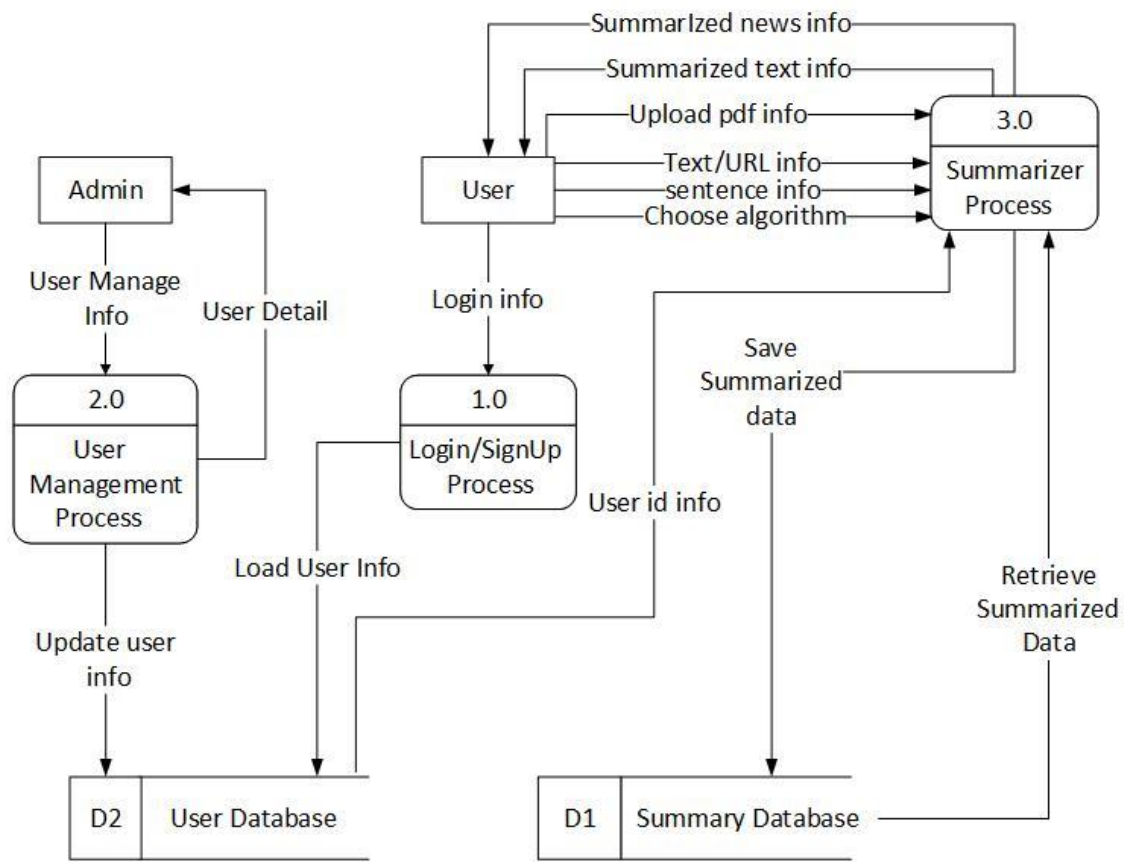 SummarIzed news info
Summarized text info
Upload pdf info
3.0
Text/URL info
Summarizer
Process
Admin
User
sentence info
Choose algorithm
User Manage
Info
User Detail
Login info
Save
Summarized
data
2.0
1.0
User
Management
Process
Login/SignUp
Process
User id info
Load User Info
Retrieve
Summarized
Data
Update user
info
D2
User Database
D1
Summary Database